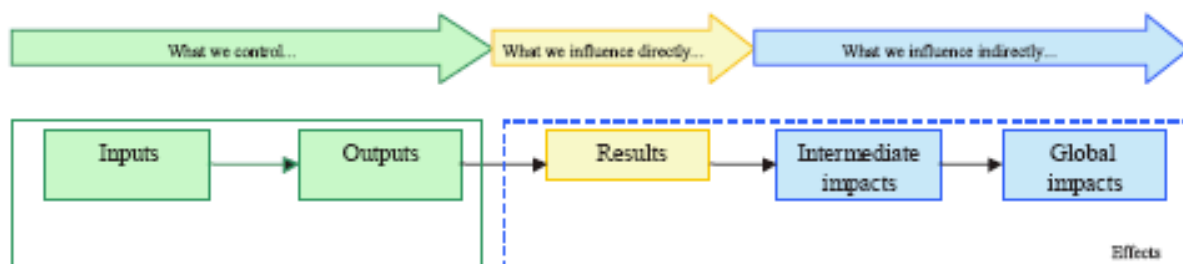 What we control...
What we influence directly...
What we influence indirectly...
Inputs
Outputs
Results
Intermediate
impacts
Global
impacts
Effects